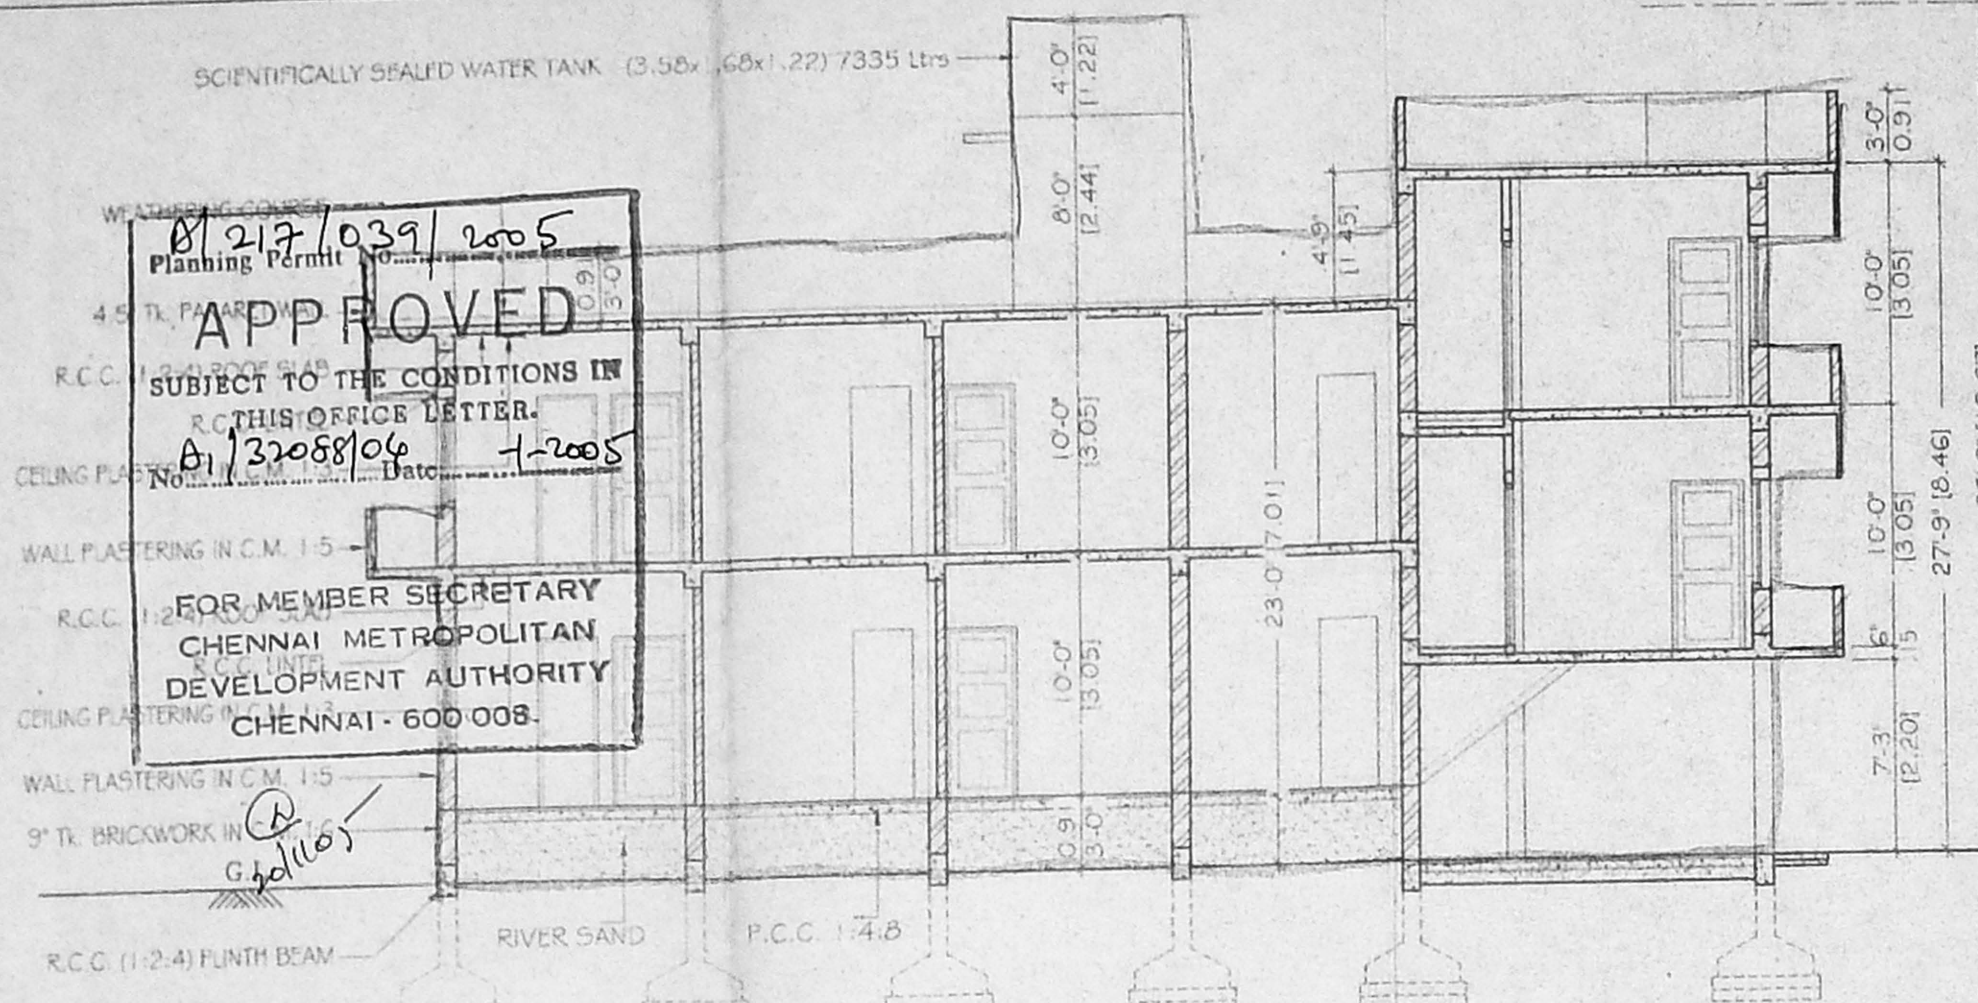 SCIENTIFICALLY SEALED WATER TANK (3.58x1.68x1.22) 7335 Ltrs
4'-0"
[1.22]
8'-0"
[2.44]
3'-0"
0.91
4'-9"
[1.45]
WEATHERING COURSE
A/217/039/2005
Planning Permit No.
APPROVED
SUBJECT TO THE CONDITIONS IN
THIS OFFICE LETTER.
A1/32088/04 -1-2005
No. Date
FOR MEMBER SECRETARY
CHENNAI METROPOLITAN
DEVELOPMENT AUTHORITY
CHENNAI - 600 008.
0.9
3'-0"
4.5" TK. PARAPET WALL
R.C.C. (1:2:4) ROOF SLAB
CEILING PLASTERING IN C.M. 1:3
WALL PLASTERING IN C.M. 1:5
R.C.C. (1:2:4) ROOF SLAB
R.C.C. LINTEL
CEILING PLASTERING IN C.M. 1:3
WALL PLASTERING IN C.M. 1:5
9" TK. BRICKWORK IN
R.C.C. (1:2:4) PLINTH BEAM
RIVER SAND
P.C.C. 1:4:8
10'-0"
[3.05]
10'-0"
[3.05]
0.91
3'-0"
23'-0" [7.01]
10'-0"
[3.05]
10'-0"
[3.05]
6"
.15
7'-3"
[2.20]
27'-9" [8.46]